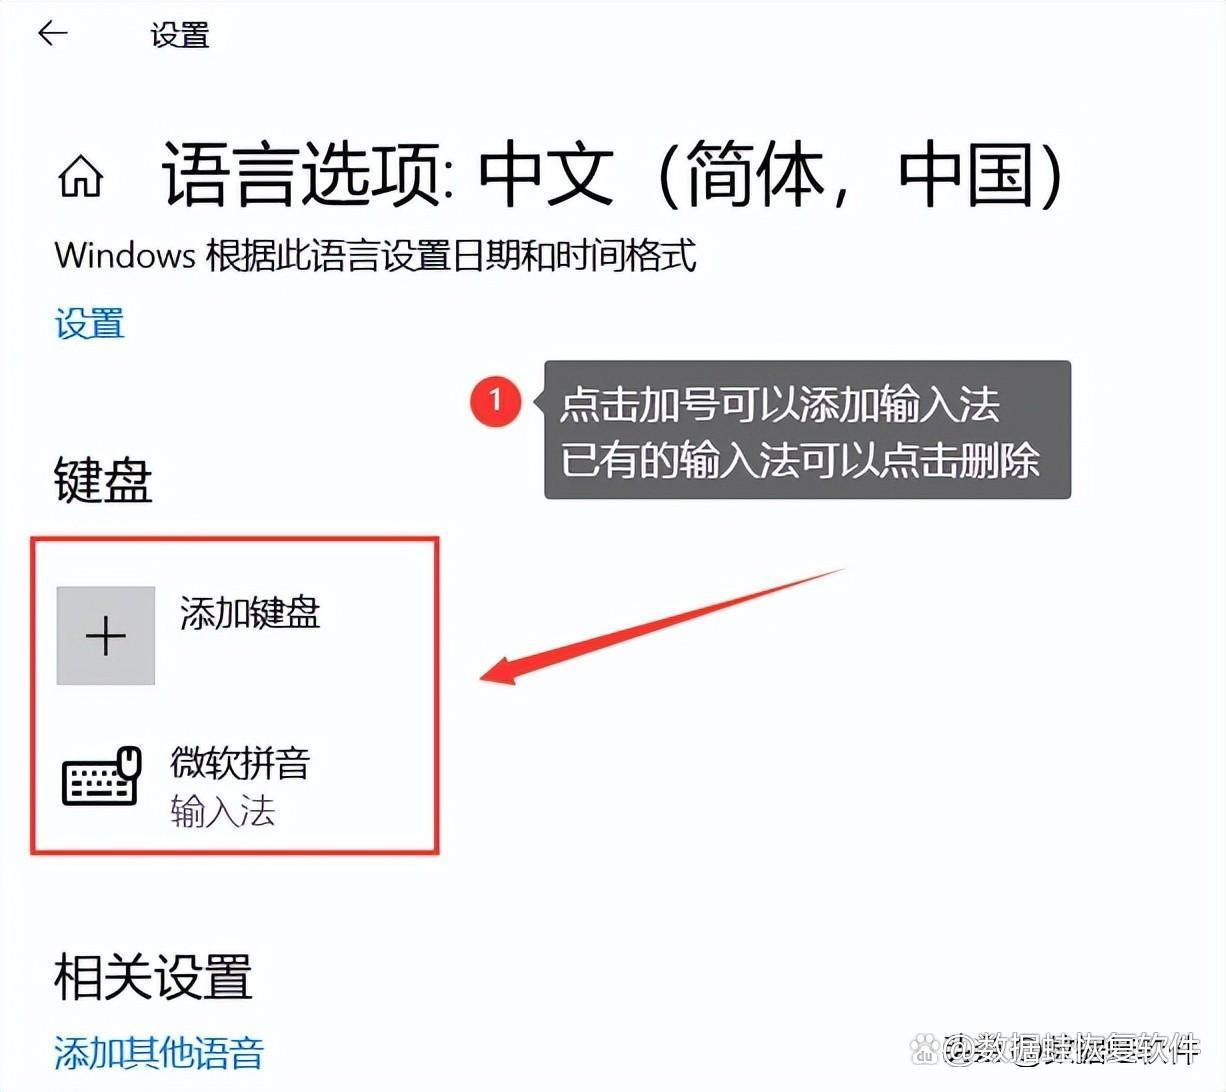 设置
语言选项: 中文（简体，中国）
Windows 根据此语言设置日期和时间格式
设置
1
点击加号可以添加输入法
已有的输入法可以点击删除
键盘
添加键盘
微软拼音
输入法
相关设置
添加其他语音
@数据蛙恢复软件